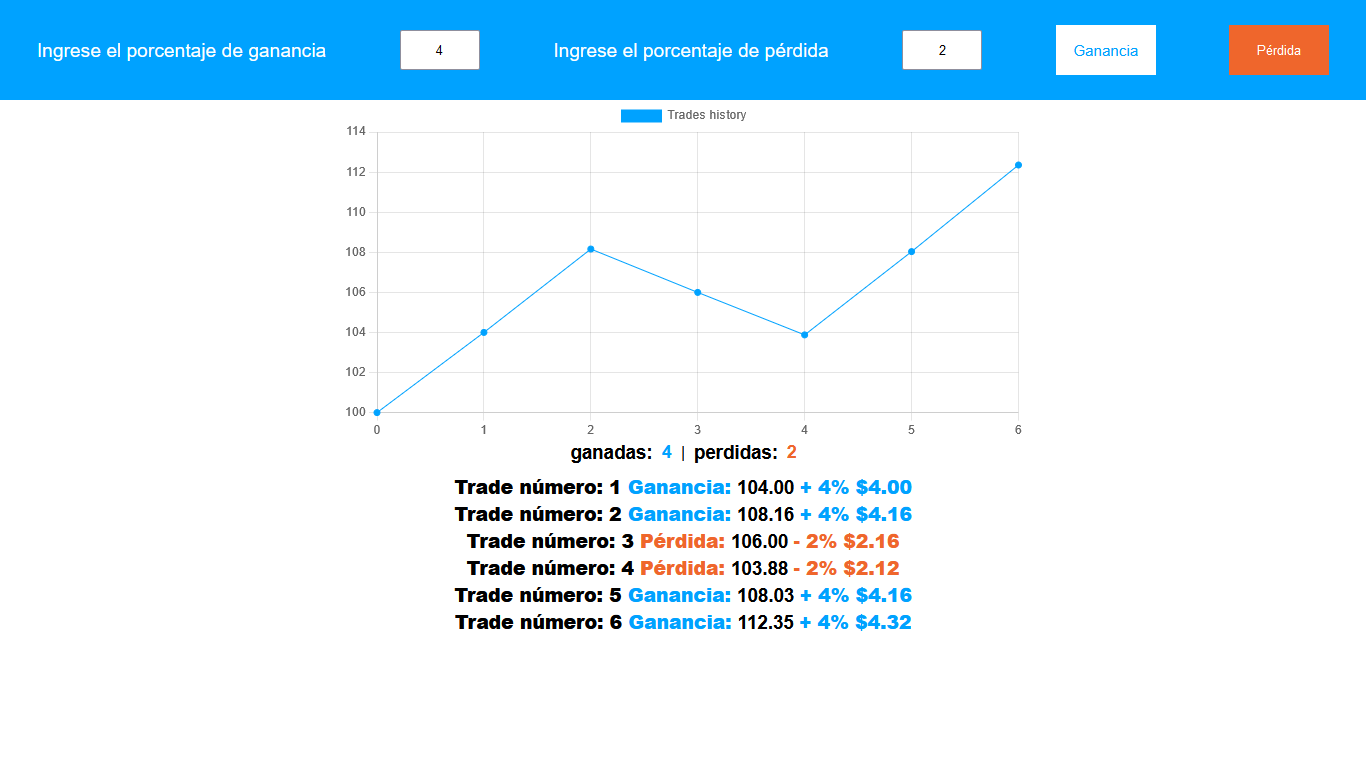 Ingrese el porcentaje de ganancia 4 Ingrese el porcentaje de pérdida 2 Ganancia Pérdida
Trades history
114
112
110
108
106
104
102
100
0 1 2 3 4 5 6
ganadas: 4 | perdidas: 2
Trade número: 1 Ganancia: 104.00 + 4% $4.00
Trade número: 2 Ganancia: 108.16 + 4% $4.16
Trade número: 3 Pérdida: 106.00 - 2% $2.16
Trade número: 4 Pérdida: 103.88 - 2% $2.12
Trade número: 5 Ganancia: 108.03 + 4% $4.16
Trade número: 6 Ganancia: 112.35 + 4% $4.32